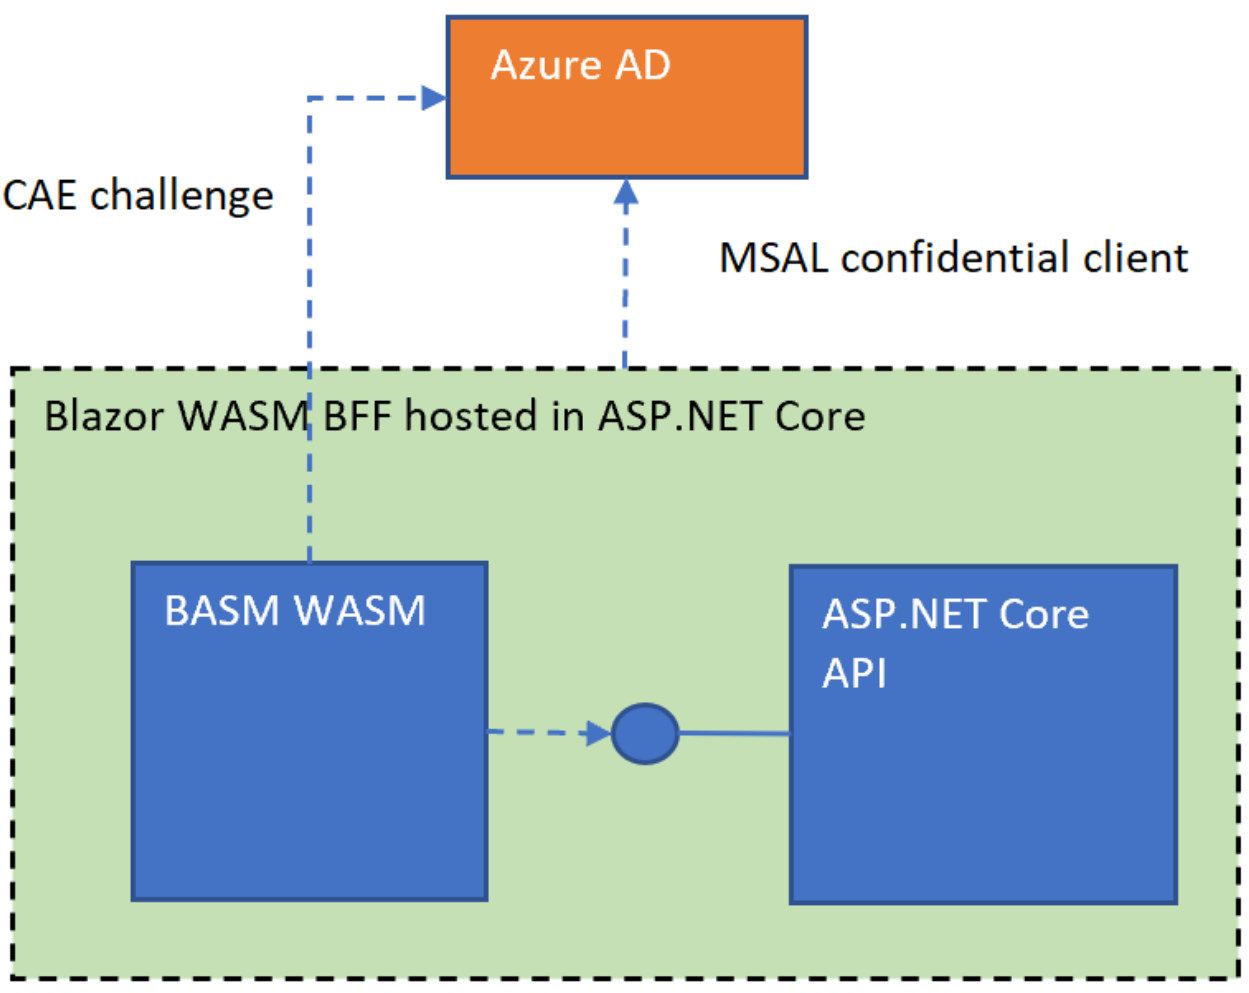 Azure AD
CAE challenge
MSAL confidential client
Blazor WASM BFF hosted in ASP.NET Core
BASM WASM
ASP.NET Core
API